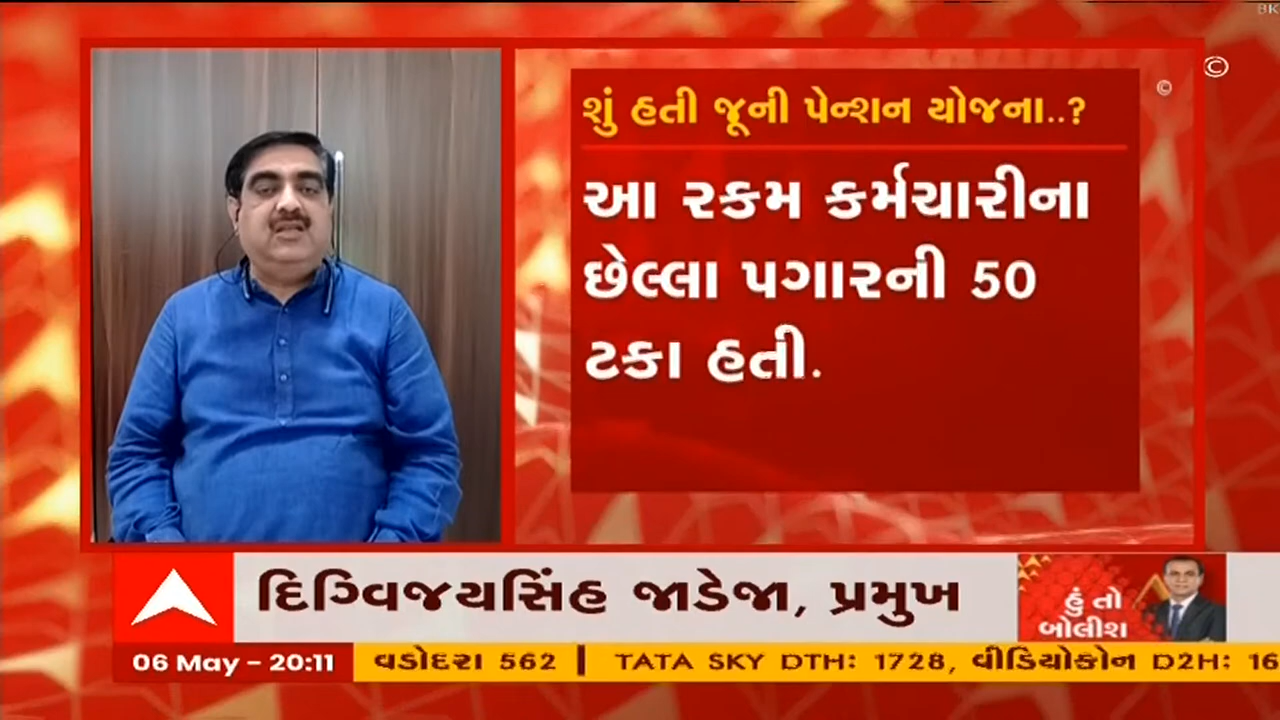 BK
©
©
શું હતી જૂની પેન્શન યોજના..?
આ રકમ કર્મચારીના
છેલ્લા પગારની 50
ટકા હતી.
દિગ્વિજયસિંહ જાડેજા, પ્રમુખ
હું તો
બોલીશ
06 May - 20:11
વડોદરા 562 | TATA SKY DTH: 1728, વીડિયોકોન D2H: 16